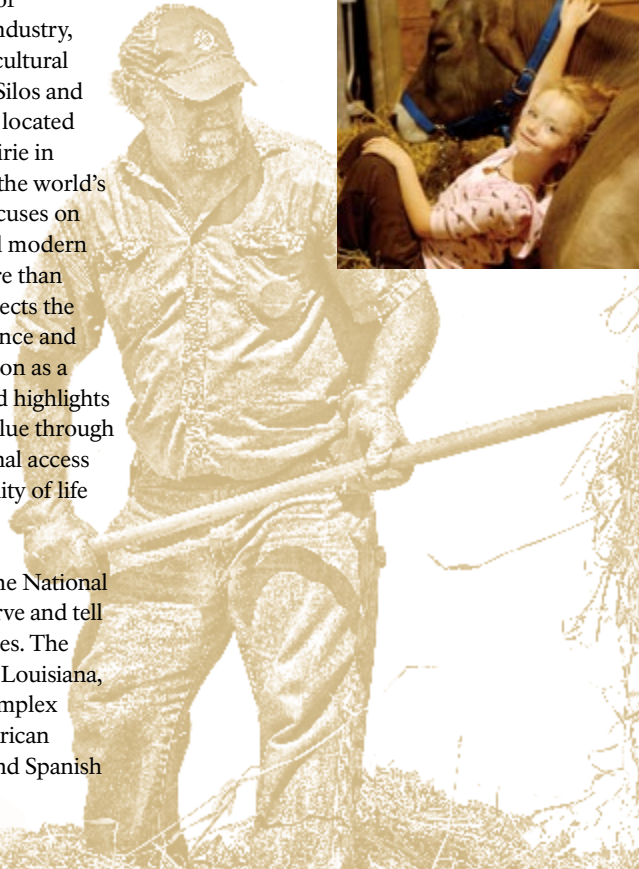 or
ndustry,
cultural
Silos and
located
irie in
the world's
cuses on
l modern
re than
ects the
nce and
on as a
d highlights
lue through
nal access
ity of life
he National
rve and tell
es. The
Louisiana,
mplex
rican
nd Spanish